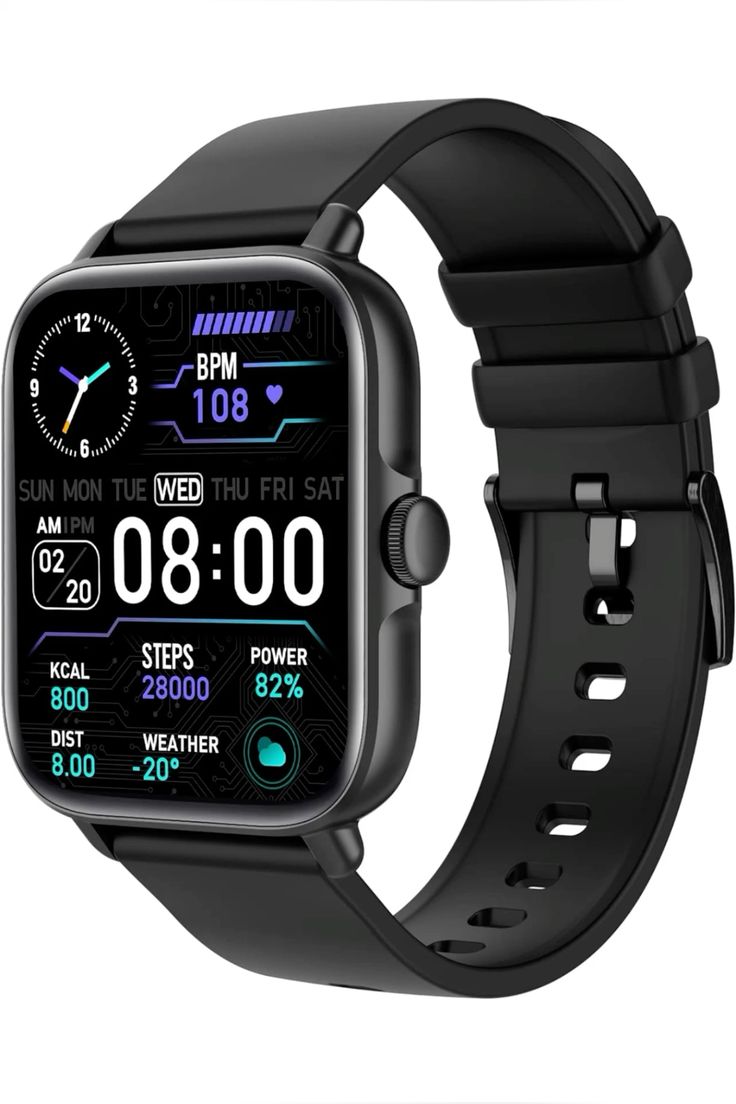 12
3
6
9
BPM
108
SUN MON TUE WED THU FRI SAT
AM|PM
02
20
08:00
KCAL
800
STEPS
28000
POWER
82%
DIST
8.00
WEATHER
-20°